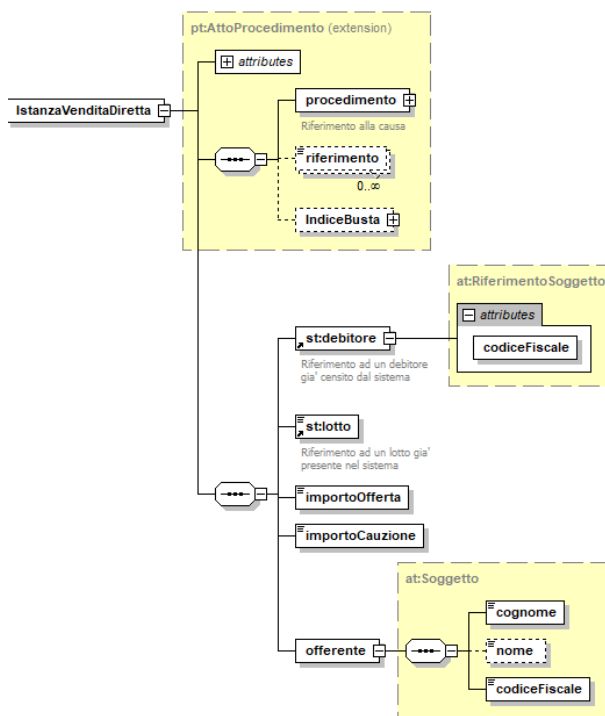 pt:AttoProcedimento (extension)
attributes
IstanzaVenditaDiretta
procedimento
Riferimento alla causa
riferimento
0..∞
IndiceBusta
at:RiferimentoSoggetto
attributes
st:debitore
codiceFiscale
Riferimento ad un debitore
gia' censito dal sistema
st:lotto
Riferimento ad un lotto gia'
presente nel sistema
importoOfferta
importoCauzione
at:Soggetto
cognome
offerente
nome
codiceFiscale